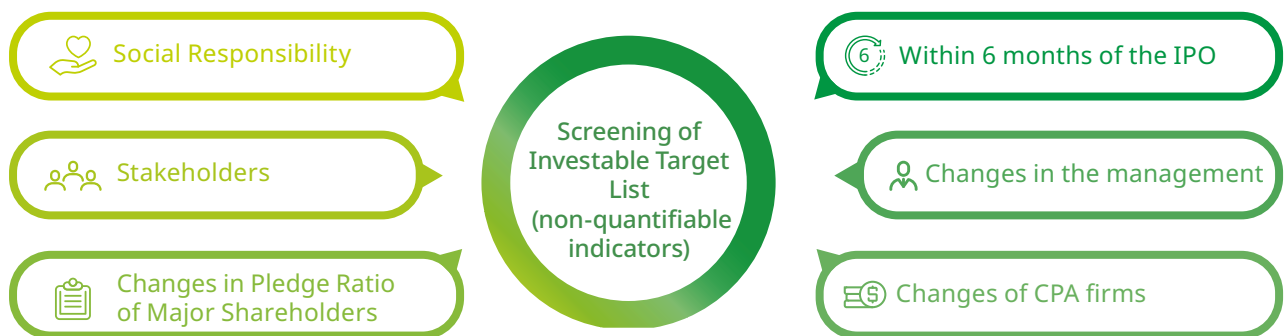 Social Responsibility
Stakeholders
Changes in Pledge Ratio
of Major Shareholders
Screening of
Investable Target
List
(non-quantifiable
indicators)
6
Within 6 months of the IPO
Changes in the management
$
Changes of CPA firms